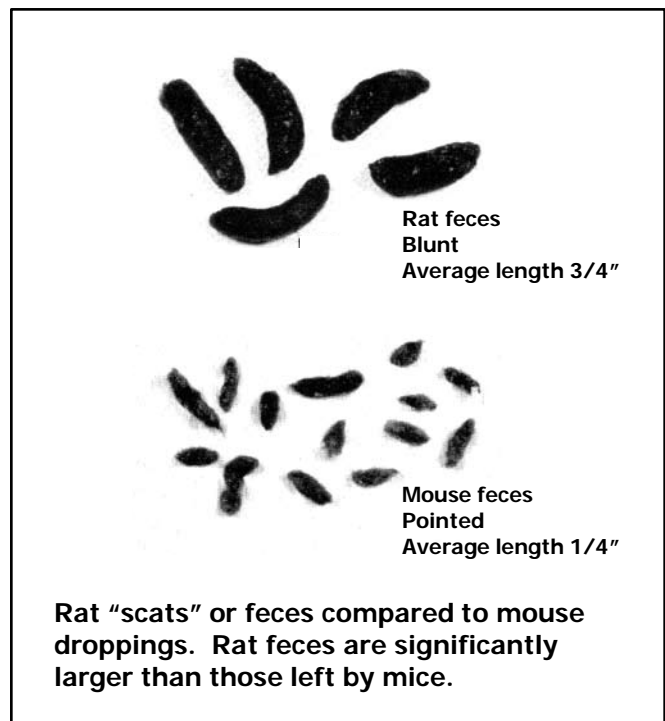 Rat feces
Blunt
Average length 3/4”
Mouse feces
Pointed
Average length 1/4”
Rat “scats” or feces compared to mouse
droppings.  Rat feces are significantly
larger than those left by mice.